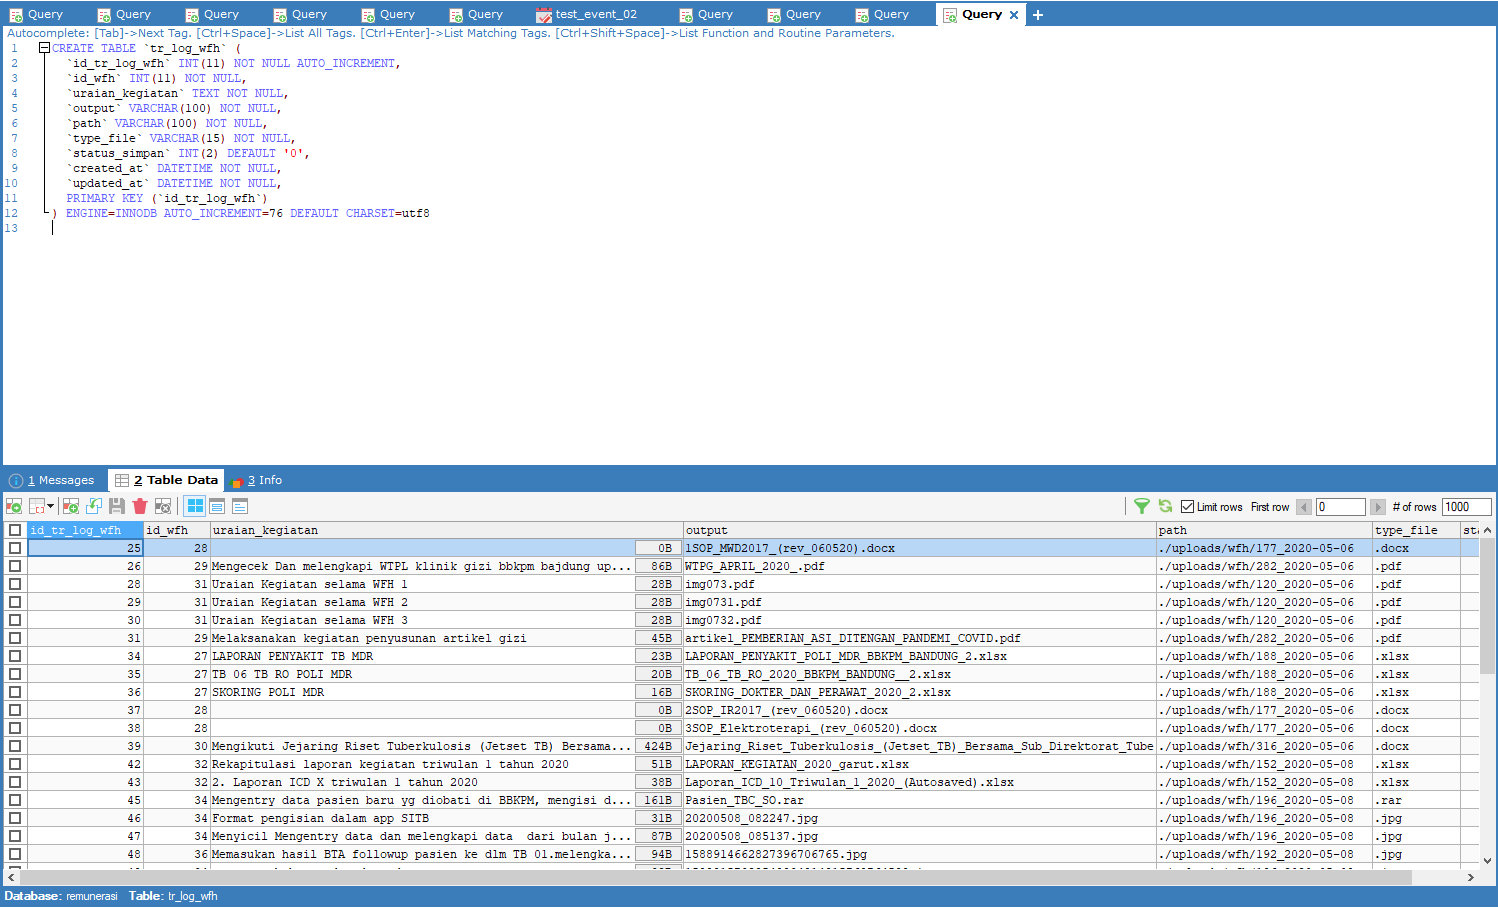 Query Query Query Query Query Query test_event_02 Query Query Query Query
Autocomplete: [Tab]->Next Tag. [Ctrl+Space]->List All Tags. [Ctrl+Enter]->List Matching Tags. [Ctrl+Shift+Space]->List Function and Routine Parameters.
1 CREATE TABLE `tr_log_wfh` (
2 `id_tr_log_wfh` INT(11) NOT NULL AUTO_INCREMENT,
3 `id_wfh` INT(11) NOT NULL,
4 `uraian_kegiatan` TEXT NOT NULL,
5 `output` VARCHAR(100) NOT NULL,
6 `path` VARCHAR(100) NOT NULL,
7 `type_file` VARCHAR(15) NOT NULL,
8 `status_simpan` INT(2) DEFAULT '0',
9 `created_at` DATETIME NOT NULL,
10 `updated_at` DATETIME NOT NULL,
11 PRIMARY KEY (`id_tr_log_wfh`)
12 ) ENGINE=INNODB AUTO_INCREMENT=76 DEFAULT CHARSET=utf8
13
1 Messages 2 Table Data 3 Info
Limit rows First row 0 # of rows 1000
id_tr_log_wfh id_wfh uraian_kegiatan output path type_file sta
25 28 0B 1SOP_MWD2017_(rev_060520).docx ./uploads/wfh/177_2020-05-06 .docx
26 29 Mengecek Dan melengkapi WTPL klinik gizi bbkpm bajdung up... 86B WTPG_APRIL_2020_.pdf ./uploads/wfh/282_2020-05-06 .pdf
28 31 Uraian Kegiatan selama WFH 1 28B img073.pdf ./uploads/wfh/120_2020-05-06 .pdf
29 31 Uraian Kegiatan selama WFH 2 28B img0731.pdf ./uploads/wfh/120_2020-05-06 .pdf
30 31 Uraian Kegiatan selama WFH 3 28B img0732.pdf ./uploads/wfh/120_2020-05-06 .pdf
31 29 Melaksanakan kegiatan penyusunan artikel gizi 45B artikel_PEMBERIAN_ASI_DITENGAN_PANDEMI_COVID.pdf ./uploads/wfh/282_2020-05-06 .pdf
34 27 LAPORAN PENYAKIT TB MDR 23B LAPORAN_PENYAKIT_POLI_MDR_BBKPM_BANDUNG_2.xlsx ./uploads/wfh/188_2020-05-06 .xlsx
35 27 TB 06 TB RO POLI MDR 20B TB_06_TB_RO_2020_BBKPM_BANDUNG__2.xlsx ./uploads/wfh/188_2020-05-06 .xlsx
36 27 SKORING POLI MDR 16B SKORING_DOKTER_DAN_PERAWAT_2020_2.xlsx ./uploads/wfh/188_2020-05-06 .xlsx
37 28 0B 2SOP_IR2017_(rev_060520).docx ./uploads/wfh/177_2020-05-06 .docx
38 28 0B 3SOP_Elektroterapi_(rev_060520).docx ./uploads/wfh/177_2020-05-06 .docx
39 30 Mengikuti Jejaring Riset Tuberkulosis (Jetset TB) Bersama... 424B Jejaring_Riset_Tuberkulosis_(Jetset_TB)_Bersama_Sub_Direktorat_Tube ./uploads/wfh/316_2020-05-06 .docx
42 32 Rekapitulasi laporan kegiatan triwulan 1 tahun 2020 51B LAPORAN_KEGIATAN_2020_garut.xlsx ./uploads/wfh/152_2020-05-08 .xlsx
43 32 2. Laporan ICD X triwulan 1 tahun 2020 38B Laporan_ICD_10_Triwulan_1_2020_(Autosaved).xlsx ./uploads/wfh/152_2020-05-08 .xlsx
45 34 Mengentry data pasien baru yg diobati di BBKPM, mengisi d... 161B Pasien_TBC_SO.rar ./uploads/wfh/196_2020-05-08 .rar
46 34 Format pengisian dalam app SITB 31B 20200508_082247.jpg ./uploads/wfh/196_2020-05-08 .jpg
47 34 Menyicil Mengentry data dan melengkapi data dari bulan j... 87B 20200508_085137.jpg ./uploads/wfh/196_2020-05-08 .jpg
48 36 Memasukan hasil BTA followup pasien ke dlm TB 01.melengka... 94B 1588914662827396706765.jpg ./uploads/wfh/192_2020-05-08 .jpg
Database: remunerasi Table: tr_log_wfh